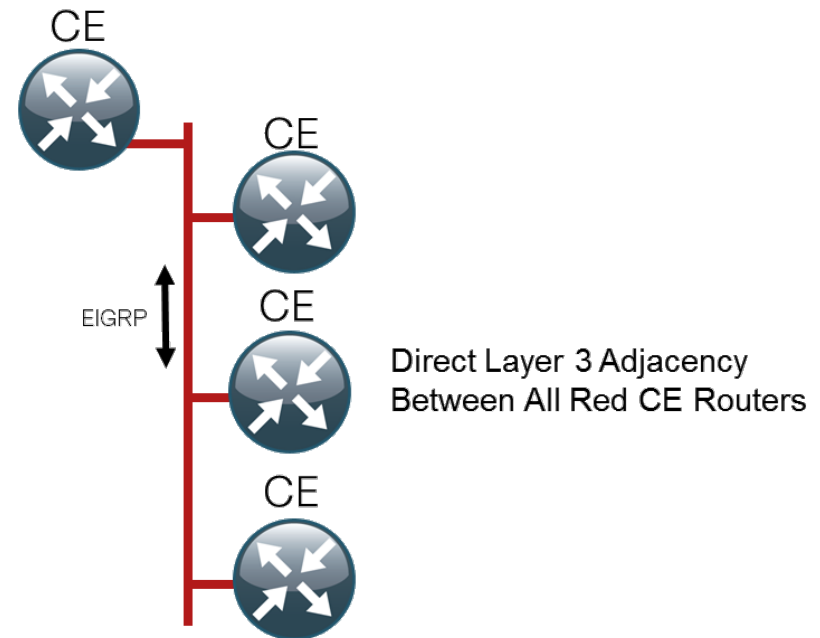 CE
CE
EIGRP
CE
Direct Layer 3 Adjacency
Between All Red CE Routers
CE